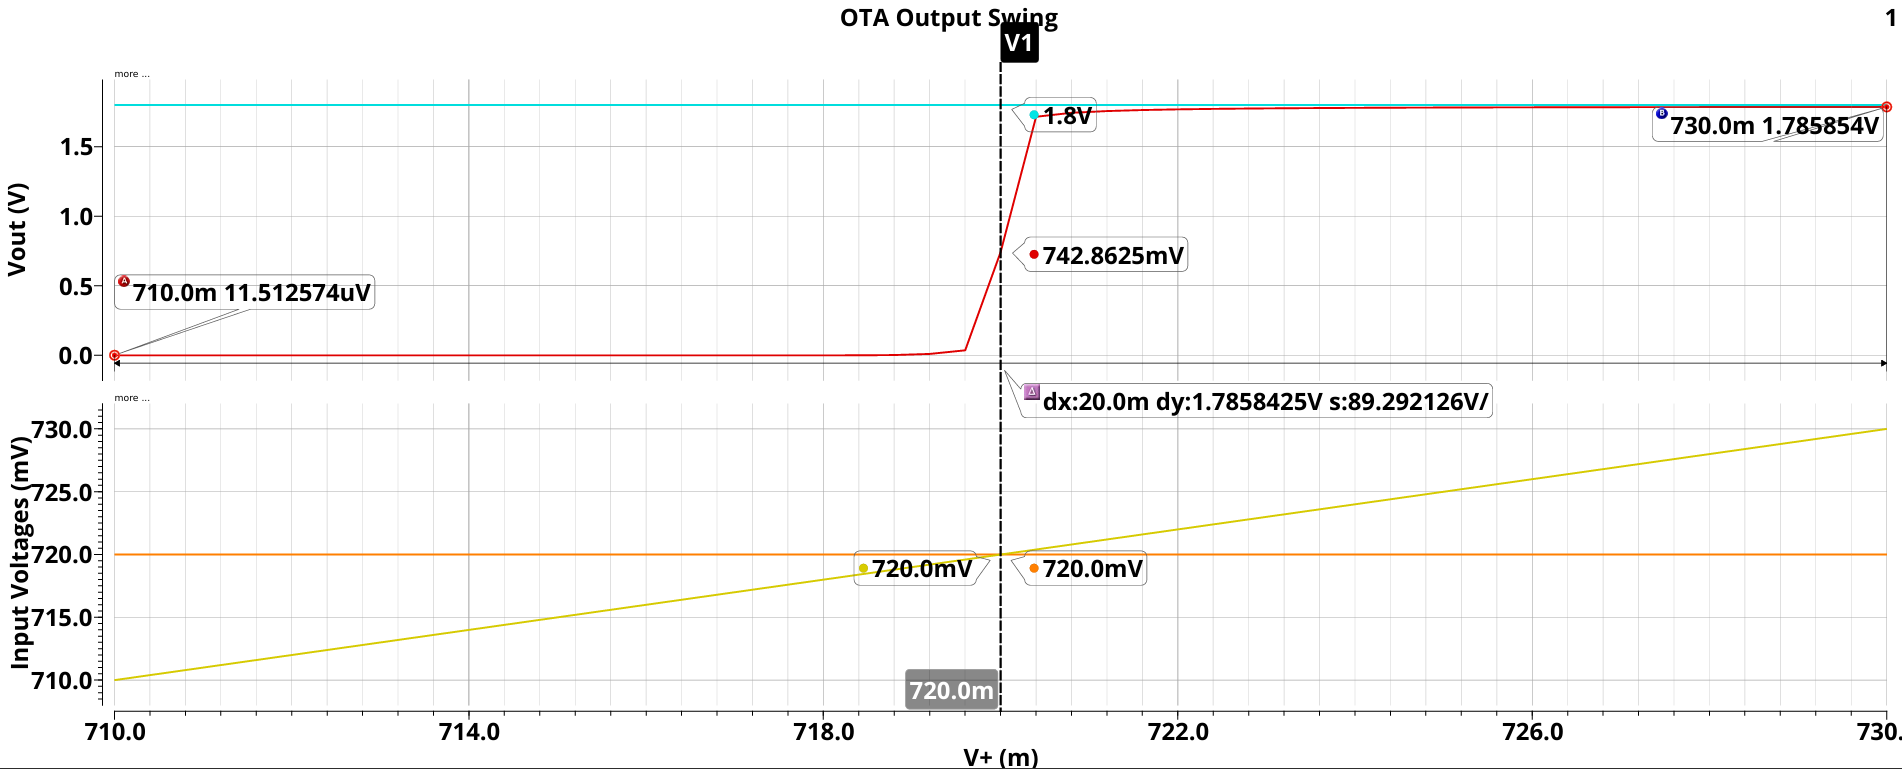 OTA Output Swing
1
V1
more ...
1.8V
730.0m 1.785854V
B
1.5
1.0
742.8625mV
A
710.0m 11.512574uV
0.5
0.0
Vout (V)
Δ
dx:20.0m dy:1.7858425V s:89.292126V/
more ...
730.0
725.0
720.0
715.0
710.0
Input Voltages (mV)
720.0mV
720.0mV
720.0m
710.0
714.0
718.0
722.0
726.0
730.
V+ (m)